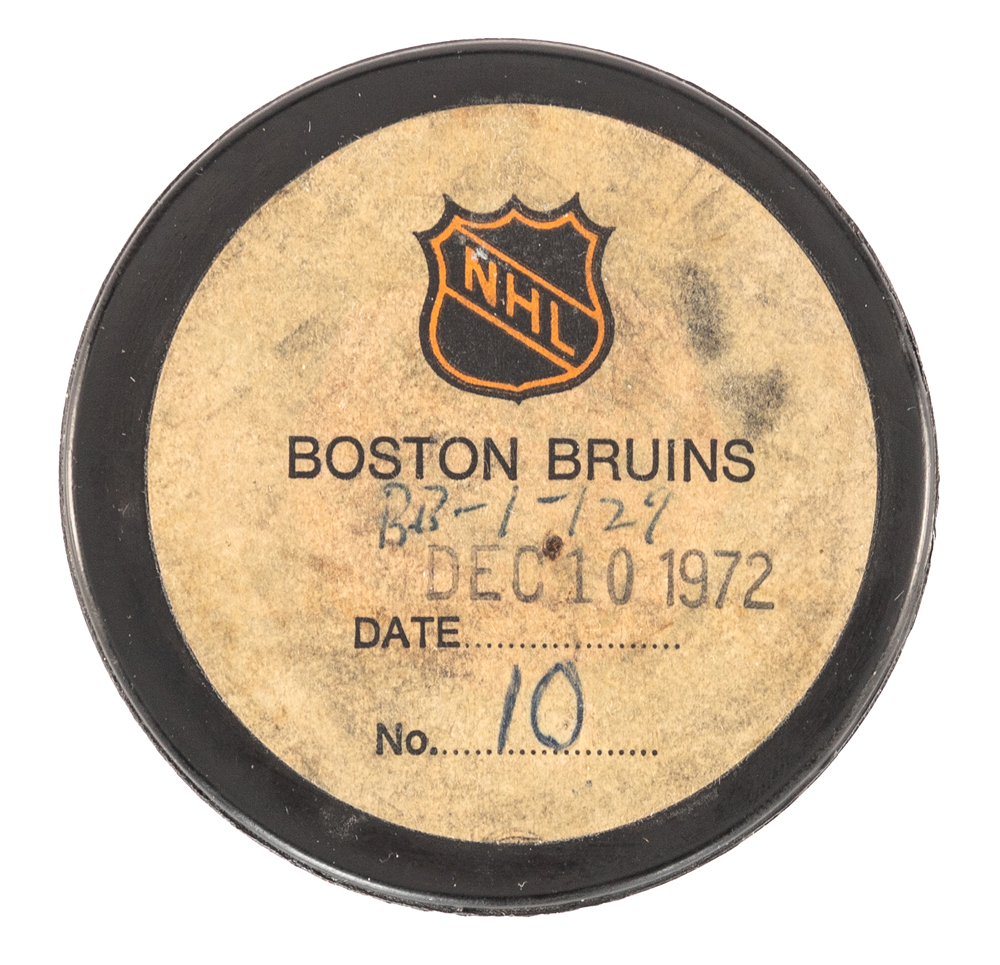 NHL
BOSTON BRUINS
BB-1-129
DEC 10 1972
DATE....................
No. 10